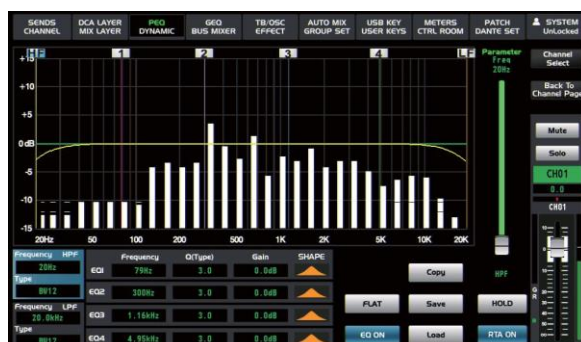 SENDS CHANNEL
DCA LAYER MIX LAYER
PEQ DYNAMIC
GEQ BUS MIXER
TB/OSC EFFECT
AUTO MIX GROUP SET
USB KEY USER KEYS
METERS CTRL ROOM
PATCH DANTE SET
SYSTEM UnLocked
HF 1 2 3 4 LF
Parameter
Freq
20Hz
Channel Select
Back To Channel Page
Mute
Solo
CH01
0.0
CH01
+15
+10
+5
0dB
-5
-10
-15
20Hz 50 100 200 500 1K 2K 5K 10K 20K
HPF
Frequency HPF
20Hz
Type
BW12
Frequency LPF
20.0kHz
Type
BW12
Frequency Q(Type) Gain SHAPE
EQ1 79Hz 3.0 0.0dB
EQ2 300Hz 3.0 0.0dB
EQ3 1.16kHz 3.0 0.0dB
EQ4 4.95kHz 3.0 0.0dB
Copy
FLAT Save HOLD
EQ ON Load RTA ON
GR